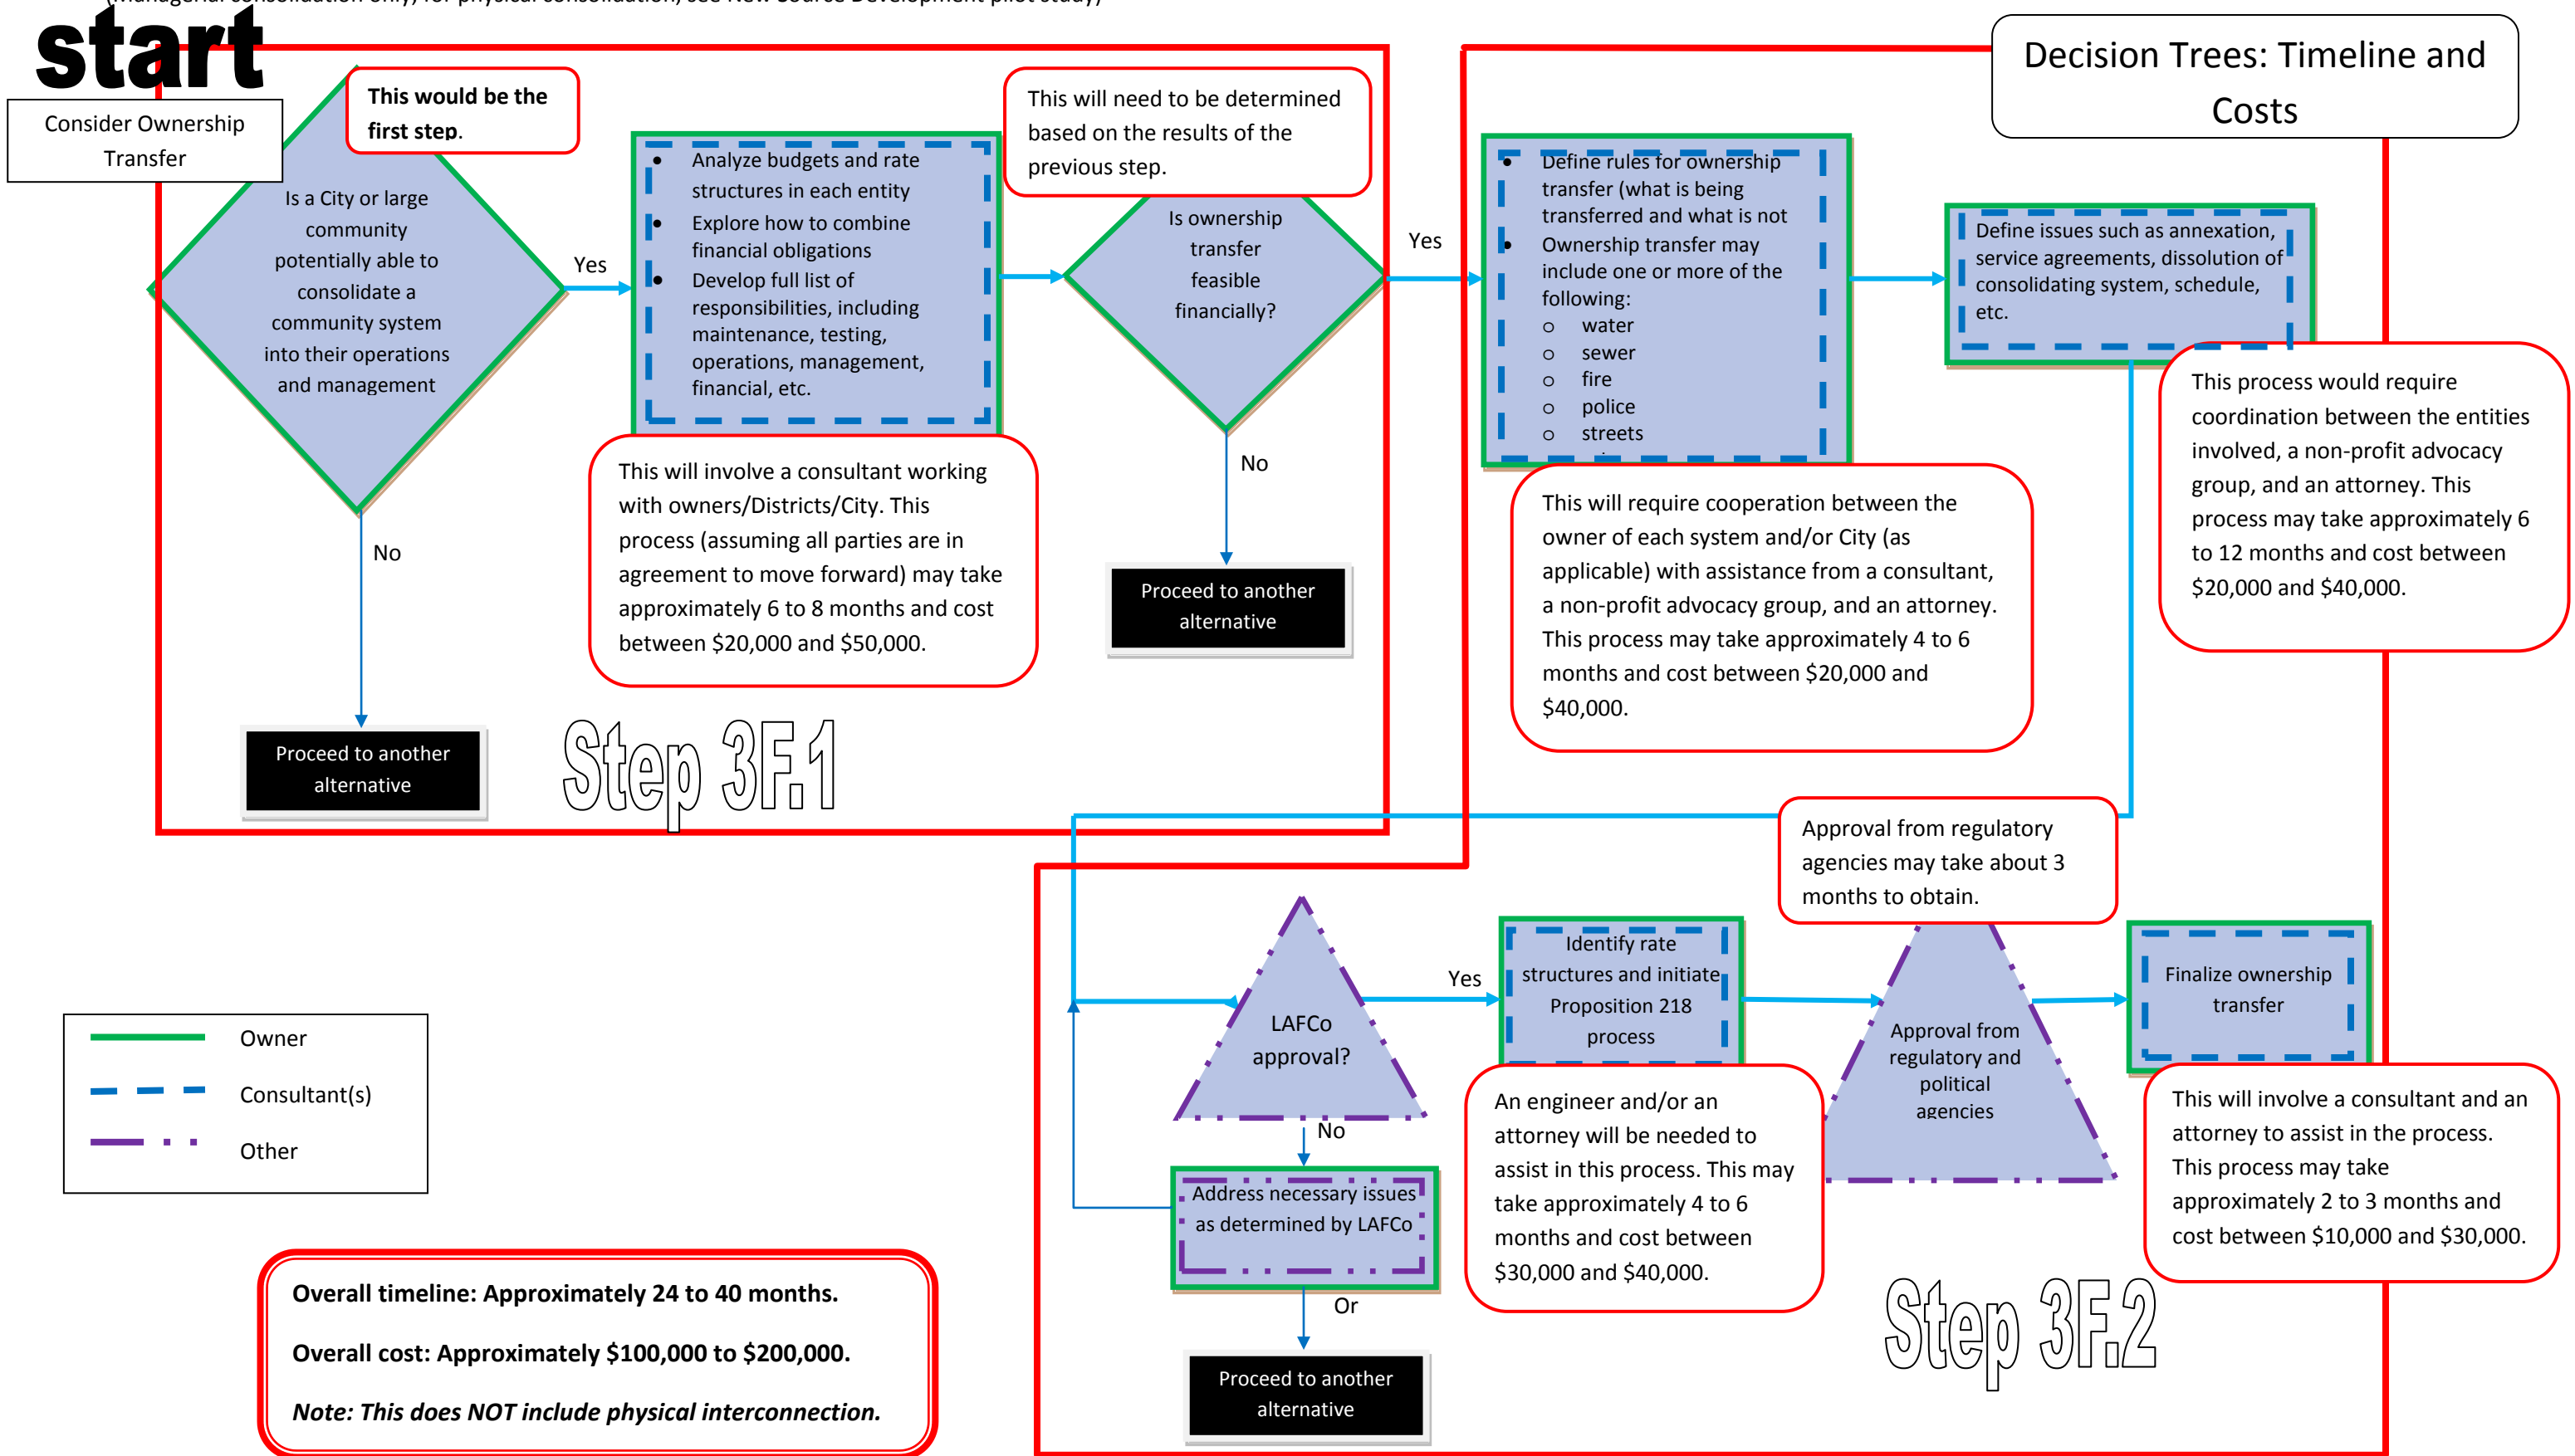 (Managerial consolidation only, for physical consolidation, see New Source Development pilot study)
start
Decision Trees: Timeline and
Costs
Consider Ownership
Transfer
This would be the
first step.
Is a City or large
community
potentially able to
consolidate a
community system
into their operations
and management
Yes
No
Proceed to another
alternative
• Analyze budgets and rate
structures in each entity
• Explore how to combine
financial obligations
• Develop full list of
responsibilities, including
maintenance, testing,
operations, management,
financial, etc.
This will involve a consultant working
with owners/Districts/City. This
process (assuming all parties are in
agreement to move forward) may take
approximately 6 to 8 months and cost
between $20,000 and $50,000.
This will need to be determined
based on the results of the
previous step.
Is ownership
transfer
feasible
financially?
Yes
No
Proceed to another
alternative
Step 3F.1
• Define rules for ownership
transfer (what is being
transferred and what is not
• Ownership transfer may
include one or more of the
following:
o water
o sewer
o fire
o police
o streets
This will require cooperation between the
owner of each system and/or City (as
applicable) with assistance from a consultant,
a non-profit advocacy group, and an attorney.
This process may take approximately 4 to 6
months and cost between $20,000 and
$40,000.
Define issues such as annexation,
service agreements, dissolution of
consolidating system, schedule,
etc.
This process would require
coordination between the entities
involved, a non-profit advocacy
group, and an attorney. This
process may take approximately 6
to 12 months and cost between
$20,000 and $40,000.
LAFCo
approval?
Yes
No
Address necessary issues
as determined by LAFCo
Or
Proceed to another
alternative
Identify rate
structures and initiate
Proposition 218
process
An engineer and/or an
attorney will be needed to
assist in this process. This may
take approximately 4 to 6
months and cost between
$30,000 and $40,000.
Approval from regulatory
agencies may take about 3
months to obtain.
Approval from
regulatory and
political
agencies
Finalize ownership
transfer
This will involve a consultant and an
attorney to assist in the process.
This process may take
approximately 2 to 3 months and
cost between $10,000 and $30,000.
Step 3F.2
Owner
Consultant(s)
Other
Overall timeline: Approximately 24 to 40 months.
Overall cost: Approximately $100,000 to $200,000.
Note: This does NOT include physical interconnection.